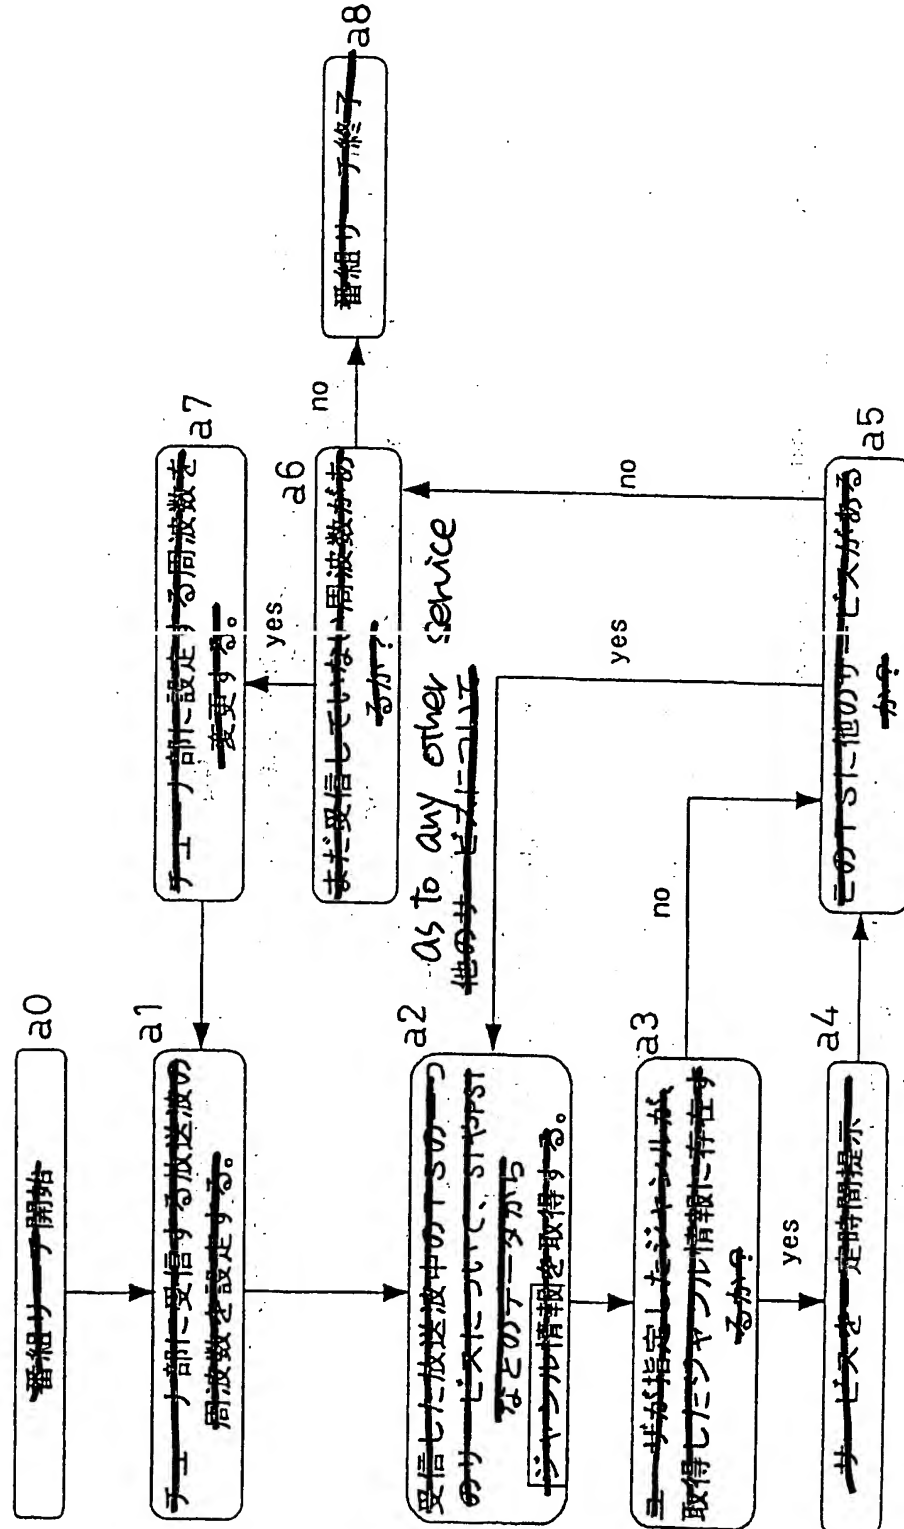 番組サーチ開始
a0
チューナ部に受信する放送波の
周波数を設定する。
a1
受信した放送波中のTSの一つ
のサービスについて、SIやPSI
などのデータから
ジャンル情報を取得する。
a2
ユーザが指定したジャンルが、
取得したジャンル情報に存在す
るか?
a3
yes
no
サービスを一定時間提示
a4
このTSに他のサービスがある
か?
a5
yes
no
as to any other service
他のサービスについて
まだ受信していない周波数があ
るか?
a6
yes
no
チューナ部に設定する周波数を
変更する。
a7
番組サーチ終了
a8